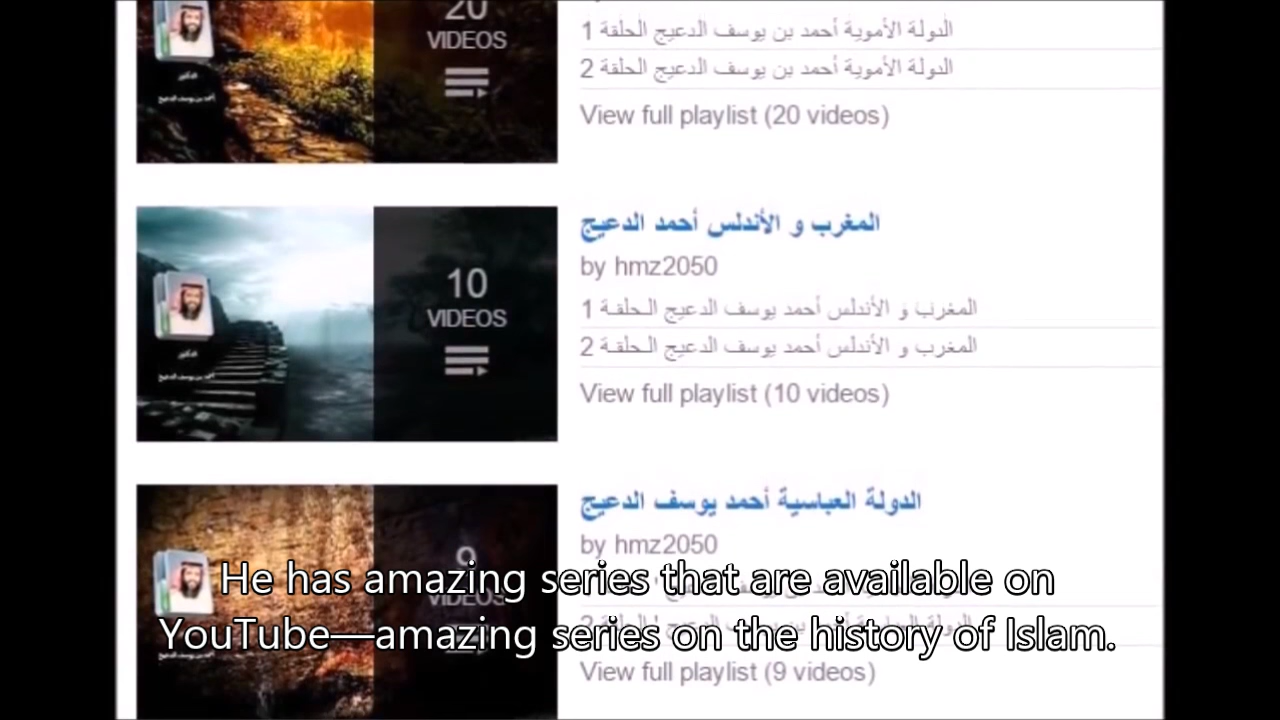 20
VIDEOS
الدولة الأموية أحمد بن يوسف الدعيج الحلقة 1
الدولة الأموية أحمد بن يوسف الدعيج الحلقة 2
View full playlist (20 videos)
10
VIDEOS
المغرب و الأندلس أحمد الدعيج
by hmz2050
المغرب و الأندلس أحمد يوسف الدعيج الحلقة 1
المغرب و الأندلس أحمد يوسف الدعيج الحلقة 2
View full playlist (10 videos)
9
VIDEOS
الدولة العباسية أحمد يوسف الدعيج
by hmz2050
View full playlist (9 videos)
He has amazing series that are available on
YouTube—amazing series on the history of Islam.